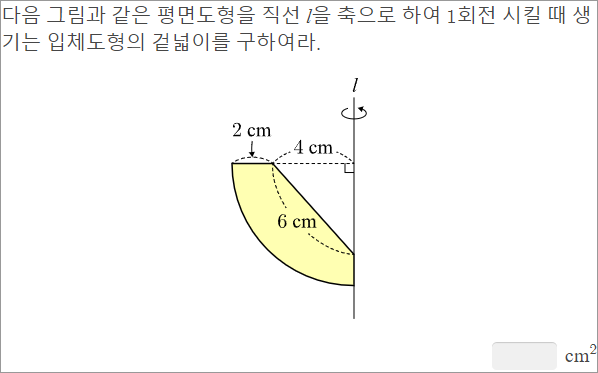 다음 그림과 같은 평면도형을 직선 l을 축으로 하여 1회전 시킬 때 생
기는 입체도형의 겉넓이를 구하여라.
l
2 cm
4 cm
6 cm
cm²